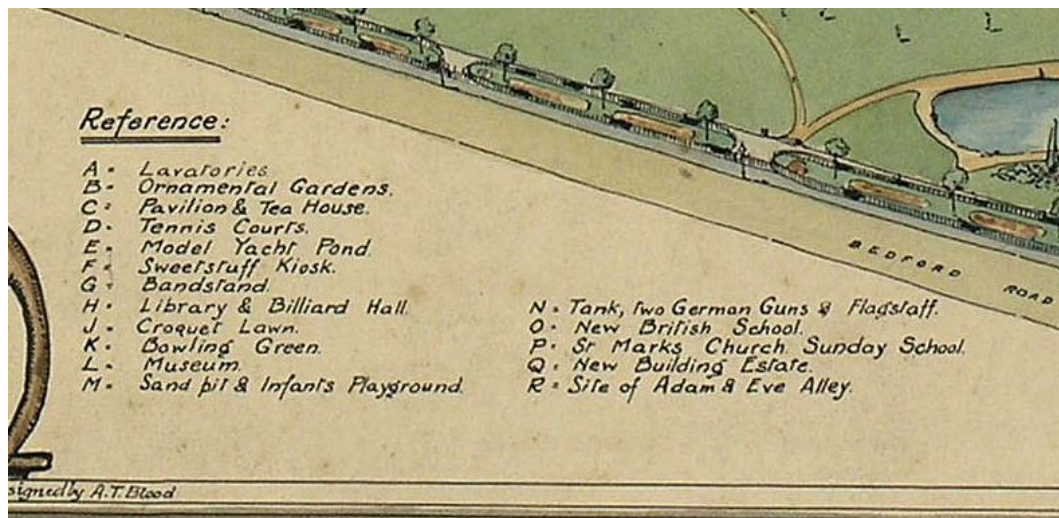 Reference:
A = Lavatories
B = Ornamental Gardens.
C = Pavilion & Tea House.
D = Tennis Courts.
E = Model Yacht Pond.
F = Sweetstuff Kiosk.
G = Bandstand.
H = Library & Billiard Hall.
J = Croquet Lawn.
K = Bowling Green.
L = Museum.
M = Sand pit & Infants Playground.
N = Tank, two German Guns & Flagstaff.
O = New British School.
P = St Marks Church Sunday School.
Q = New Building Estate.
R = Site of Adam & Eve Alley.
BEDFORD ROAD
signed by A.T. Blood